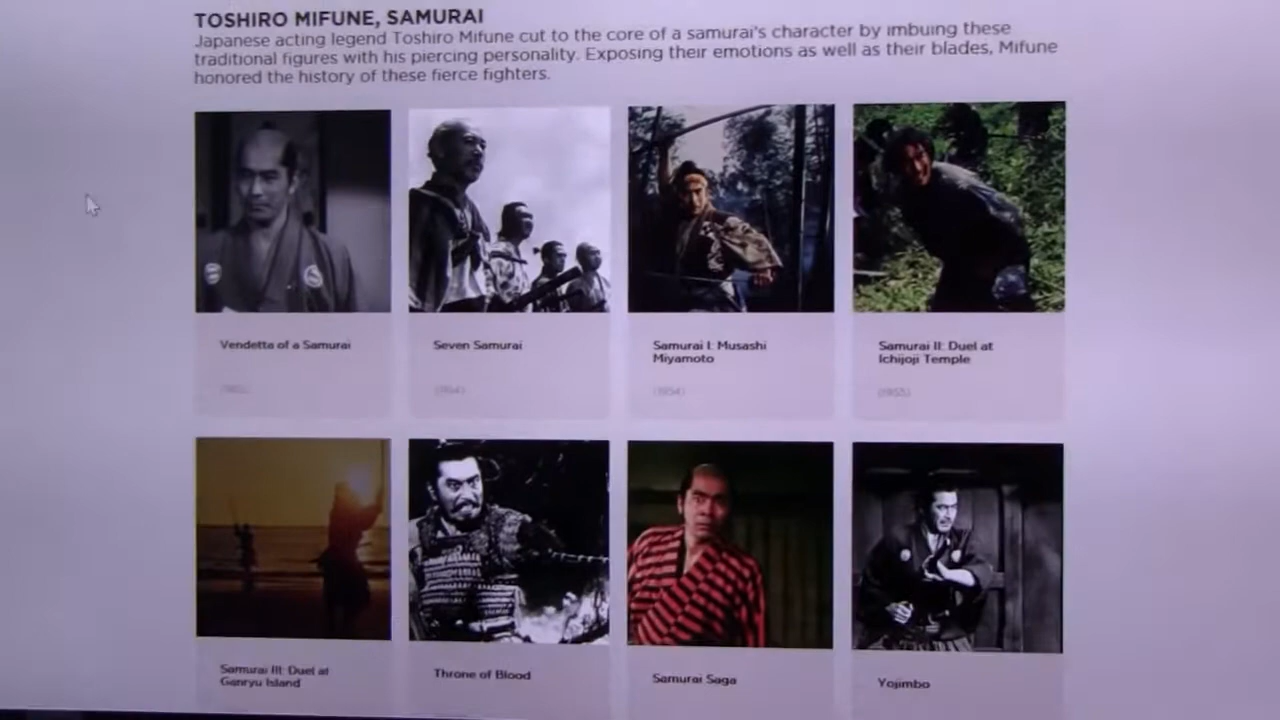 TOSHIRO MIFUNE, SAMURAI
Japanese acting legend Toshiro Mifune cut to the core of a samurai's character by imbuing these
traditional figures with his piercing personality. Exposing their emotions as well as their blades, Mifune
honored the history of these fierce fighters.
Vendetta of a Samurai
Seven Samurai
(1954)
Samurai I: Musashi
Miyamoto
(1954)
Samurai II: Duel at
Ichijoji Temple
(1955)
Samurai III: Duel at
Ganryu Island
Throne of Blood
Samurai Saga
Yojimbo